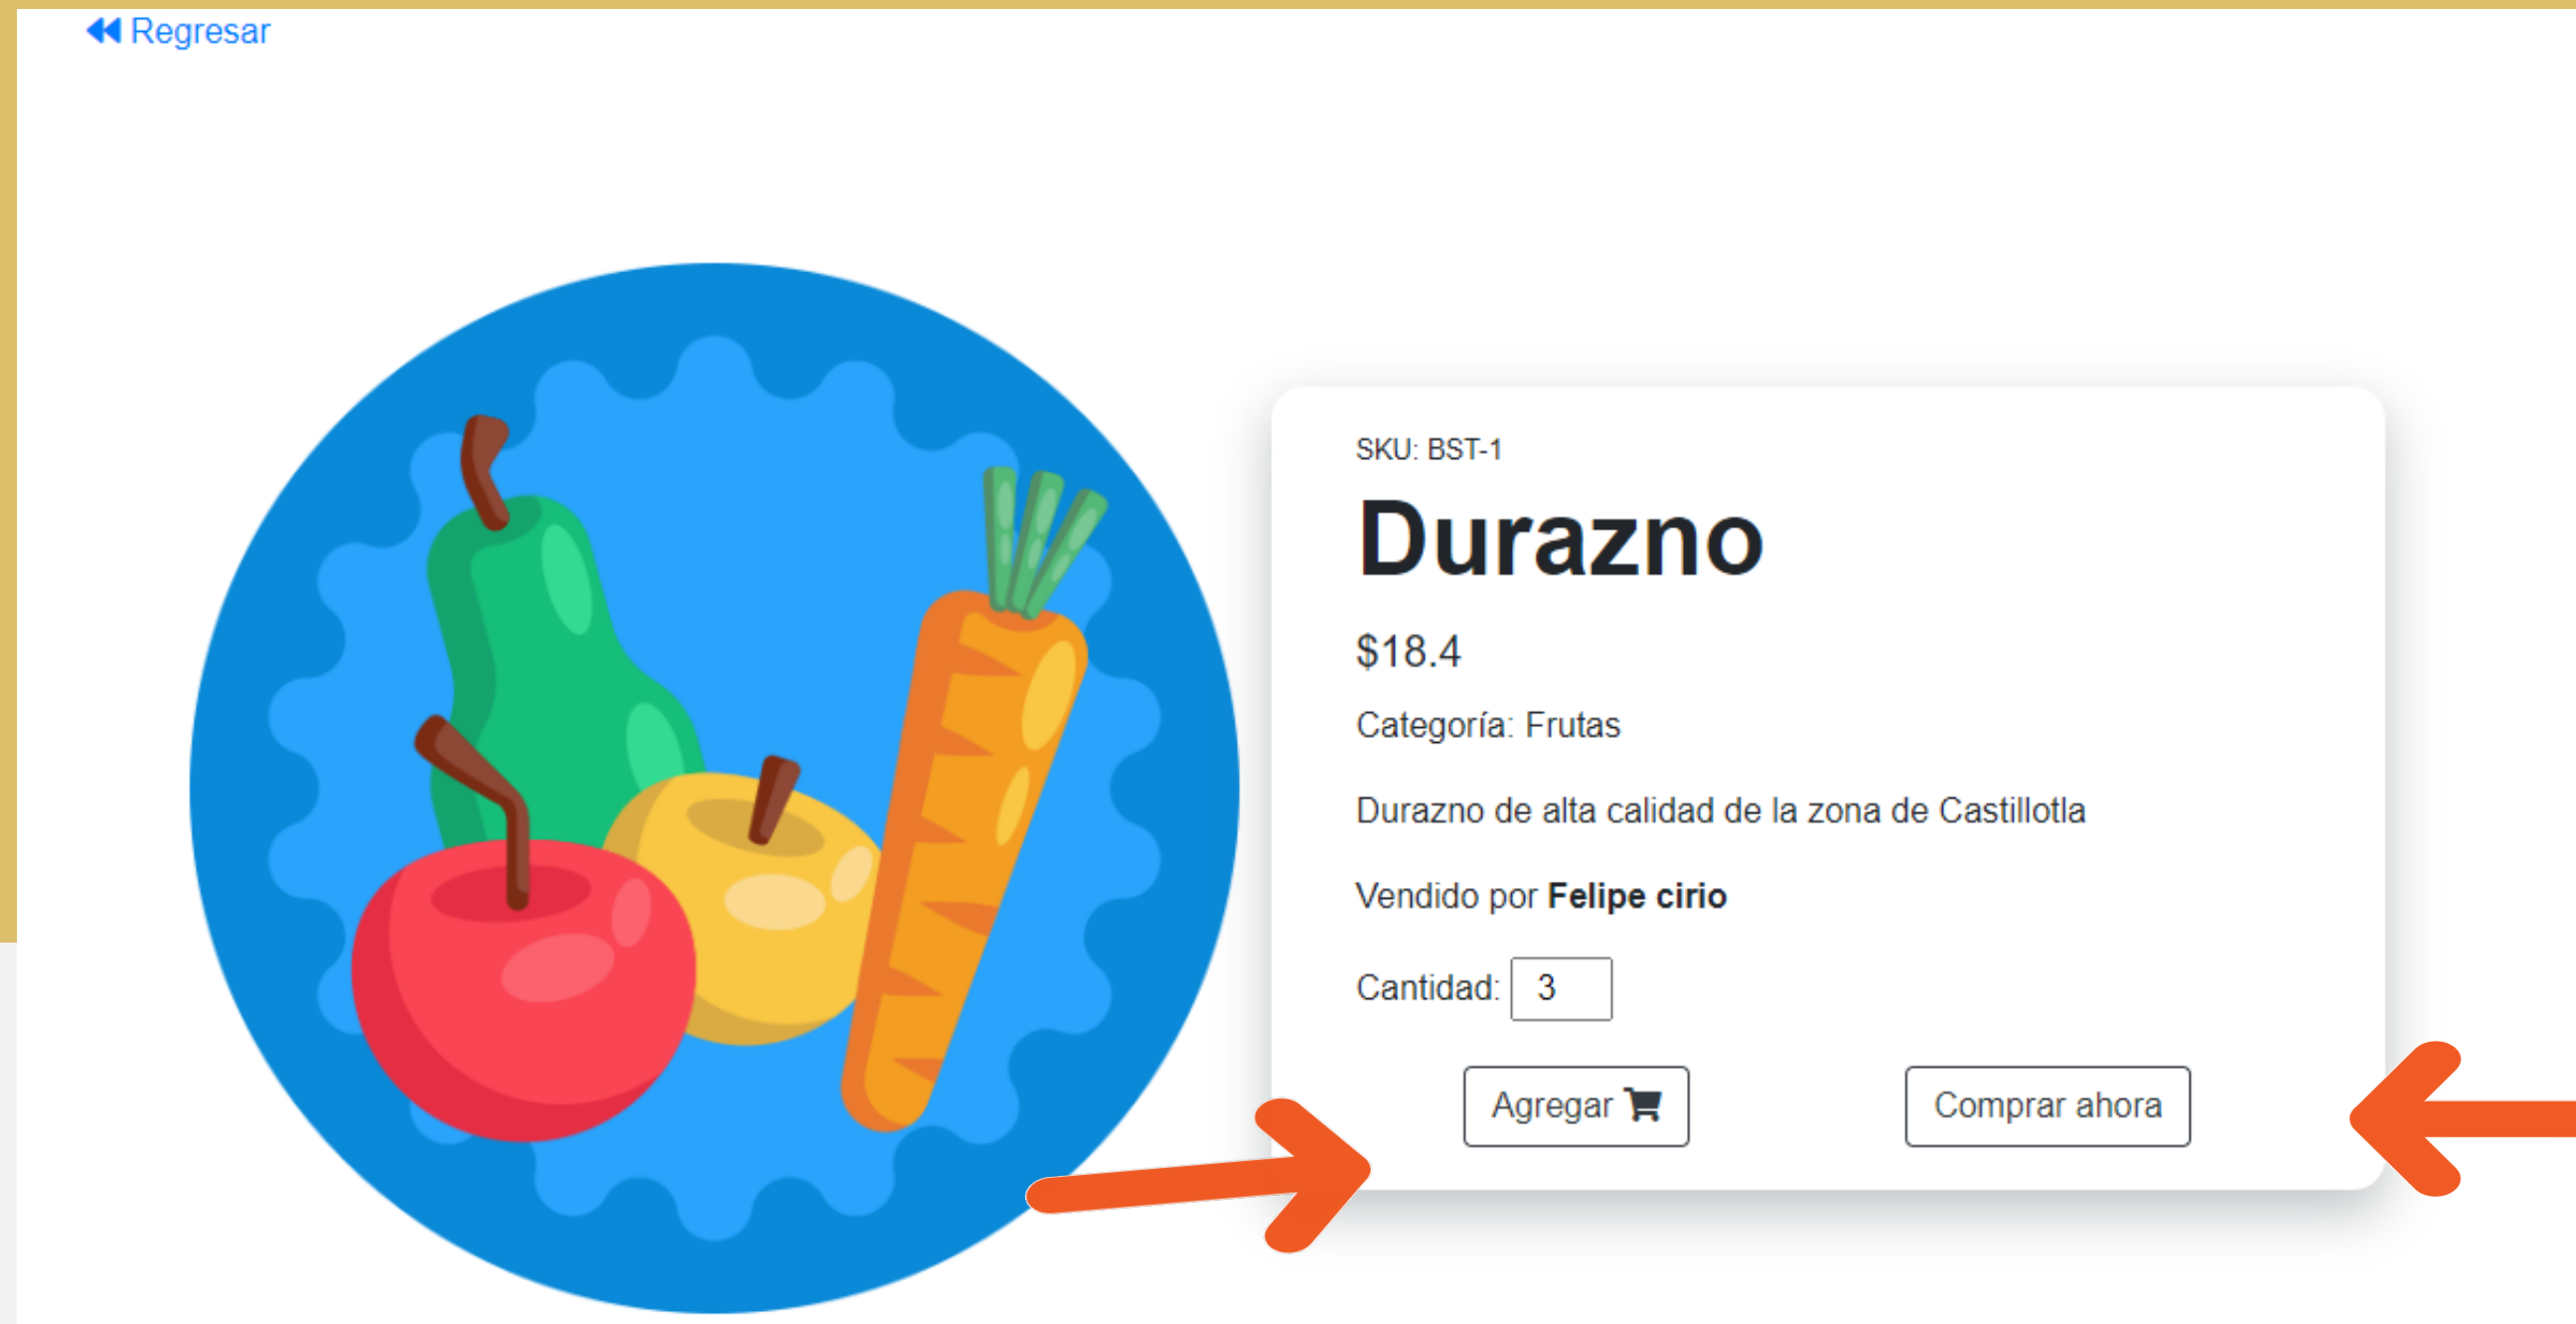 Regresar
SKU: BST-1
Durazno
$18.4
Categoría: Frutas
Durazno de alta calidad de la zona de Castillotla
Vendido por Felipe cirio
Cantidad: 3
Agregar
Comprar ahora